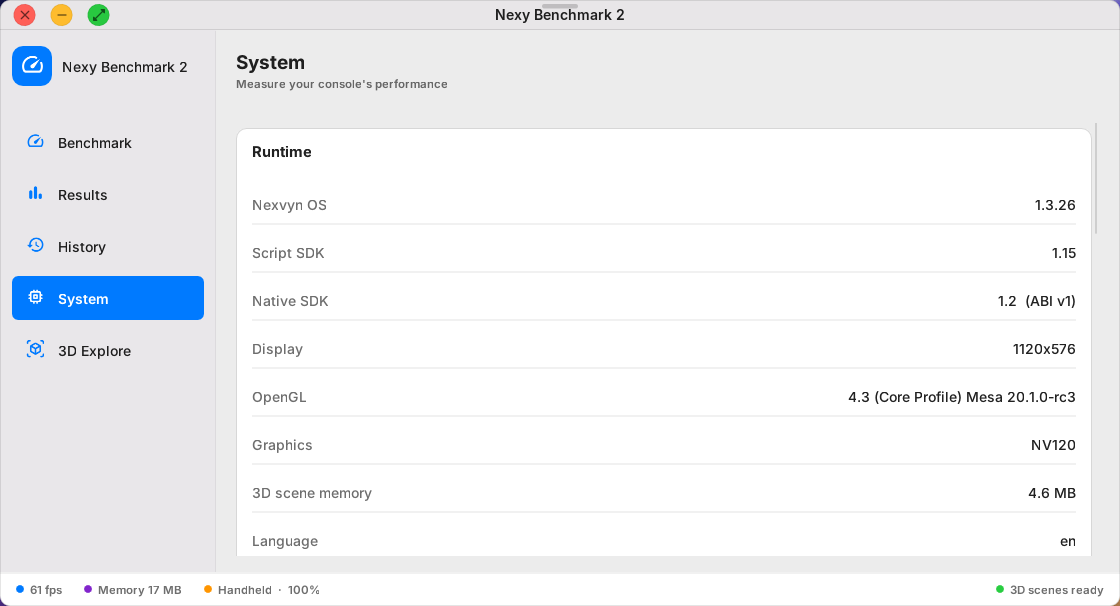 Nexy Benchmark 2
Nexy Benchmark 2
Benchmark
Results
History
System
3D Explore
System
Measure your console's performance
Runtime
Nexvyn OS 1.3.26
Script SDK 1.15
Native SDK 1.2 (ABI v1)
Display 1120x576
OpenGL 4.3 (Core Profile) Mesa 20.1.0-rc3
Graphics NV120
3D scene memory 4.6 MB
Language en
61 fps Memory 17 MB Handheld · 100% 3D scenes ready